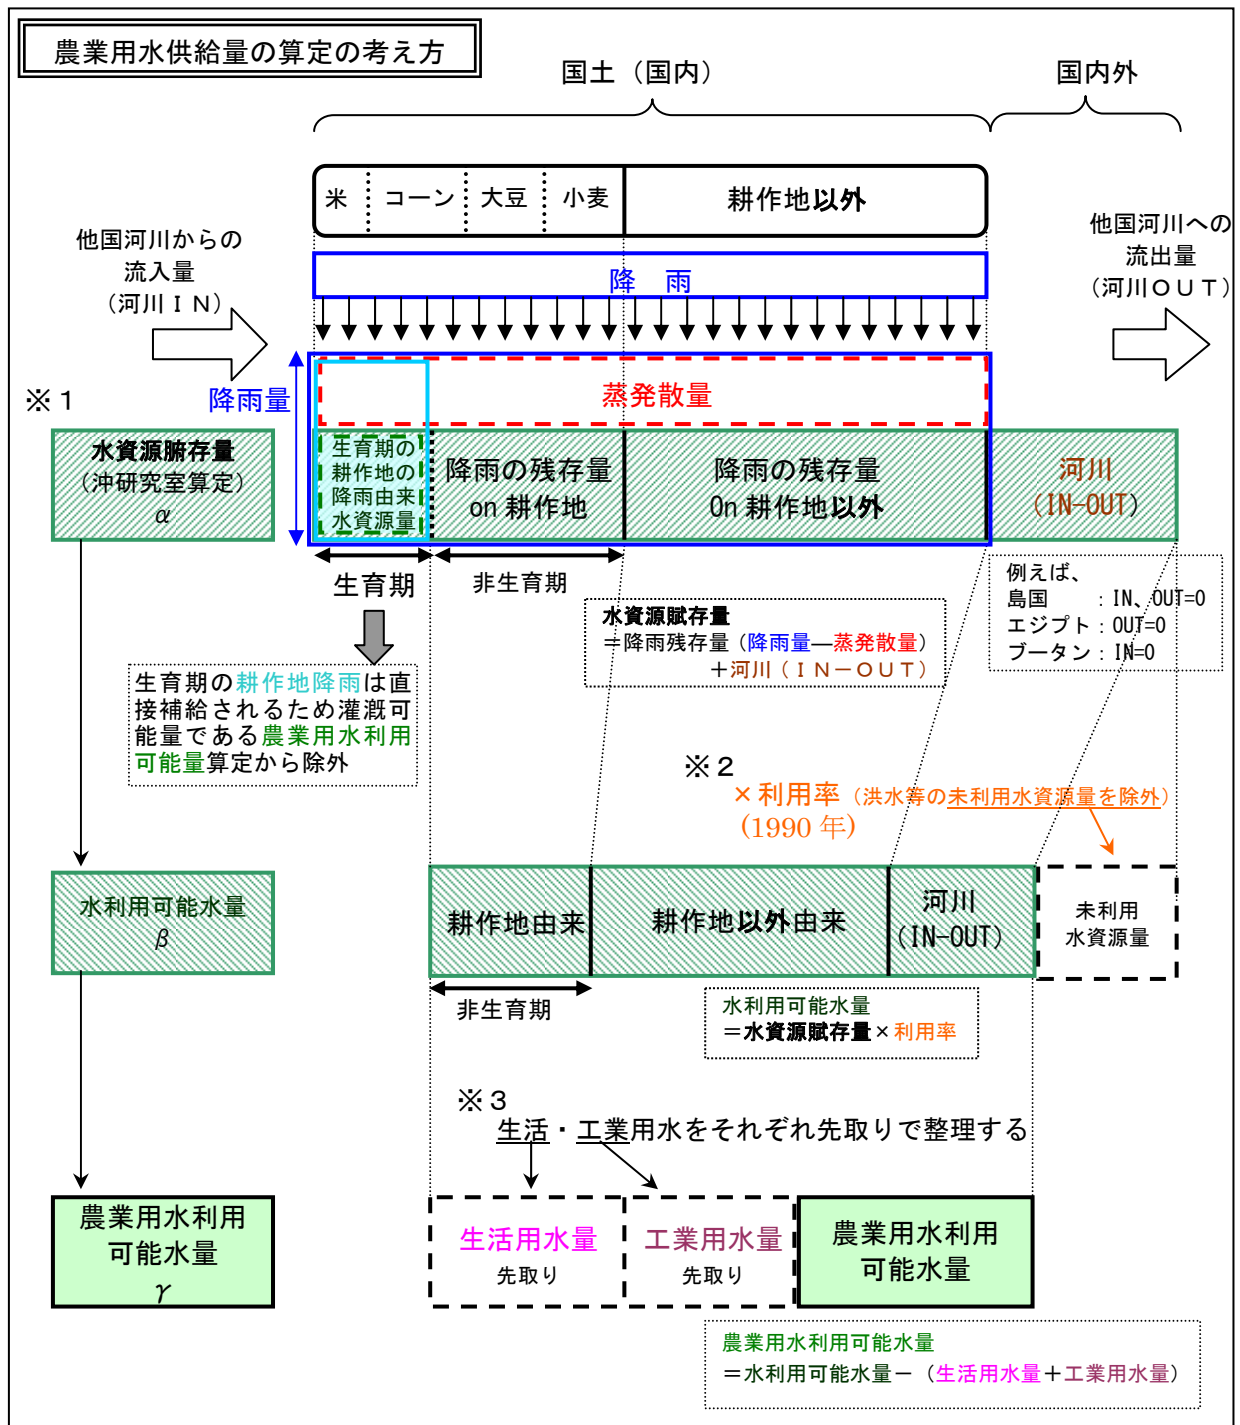 農業用水供給量の算定の考え方
国土（国内）
国内外
米
コーン
大豆
小麦
耕作地以外
他国河川からの
流入量
（河川ＩＮ）
他国河川への
流出量
（河川ＯＵＴ）
降　雨
※１
降雨量
蒸発散量
水資源腑存量
（沖研究室算定）
α
生育期の
耕作地の
降雨由来
水資源量
降雨の残存量
on 耕作地
降雨の残存量
On 耕作地以外
河川
(IN-OUT)
生育期
非生育期
例えば、
島国　　：IN、OUT=0
エジプト：OUT=0
ブータン：IN=0
水資源賦存量
＝降雨残存量（降雨量―蒸発散量）
＋河川（ＩＮ－ＯＵＴ）
生育期の耕作地降雨は直
接補給されるため灌漑可
能量である農業用水利用
可能量算定から除外
※２
×利用率（洪水等の未利用水資源量を除外）
(1990 年)
水利用可能水量
β
耕作地由来
耕作地以外由来
河川
(IN-OUT)
未利用
水資源量
非生育期
水利用可能水量
＝水資源賦存量×利用率
※３
生活・工業用水をそれぞれ先取りで整理する
農業用水利用
可能水量
γ
生活用水量
先取り
工業用水量
先取り
農業用水利用
可能水量
農業用水利用可能水量
＝水利用可能水量－（生活用水量＋工業用水量）